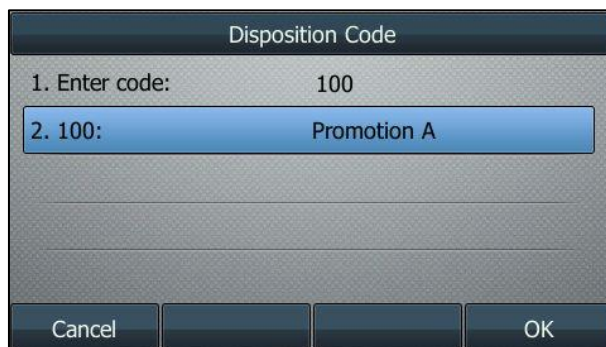 Disposition Code
1. Enter code: 100
2. 100: Promotion A
Cancel OK